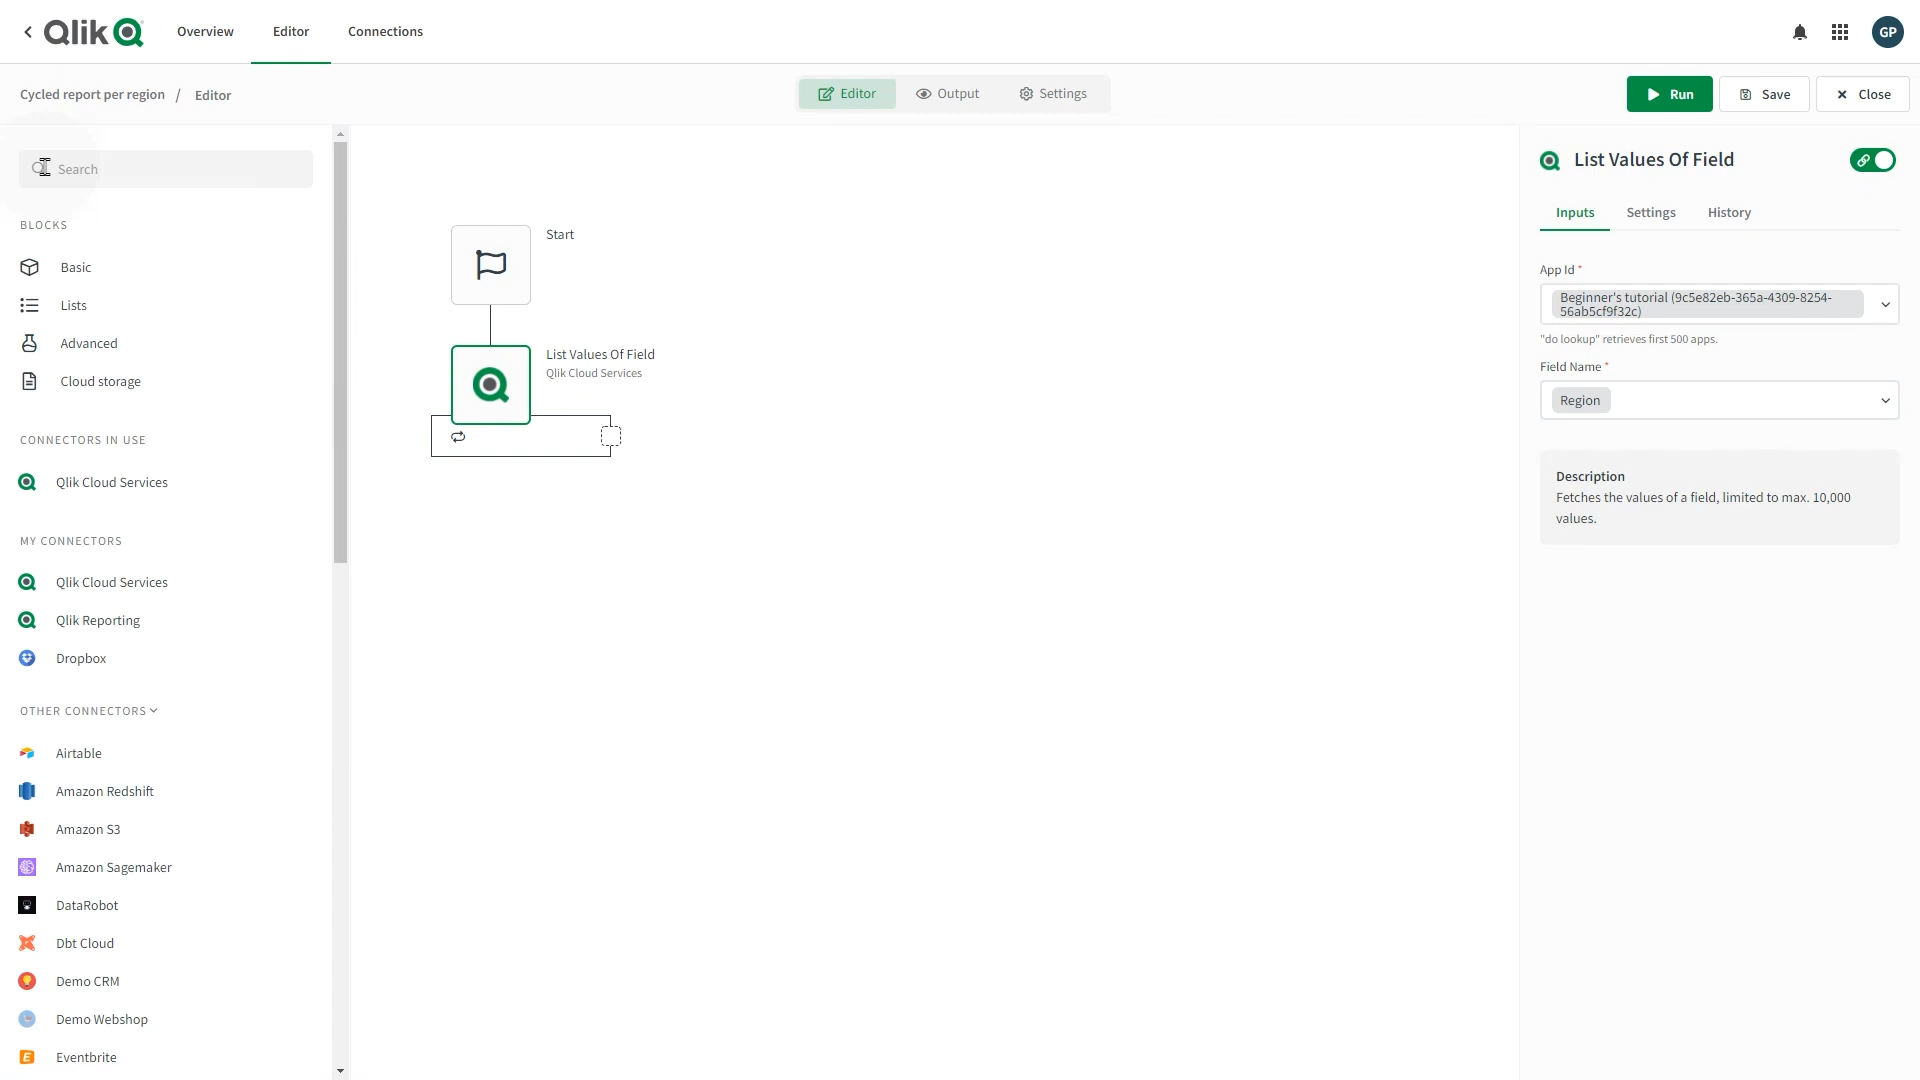 Qlik
Overview
Editor
Connections
GP
Cycled report per region / Editor
Editor
Output
Settings
Run
Save
Close
Search
BLOCKS
Basic
Lists
Advanced
Cloud storage
CONNECTORS IN USE
Qlik Cloud Services
MY CONNECTORS
Qlik Cloud Services
Qlik Reporting
Dropbox
OTHER CONNECTORS
Airtable
Amazon Redshift
Amazon S3
Amazon Sagemaker
DataRobot
Dbt Cloud
Demo CRM
Demo Webshop
Eventbrite
Start
List Values Of Field
Qlik Cloud Services
List Values Of Field
Inputs
Settings
History
App Id *
Beginner's tutorial (9c5e82eb-365a-4309-8254-
56ab5cf9f32c)
"do lookup" retrieves first 500 apps.
Field Name *
Region
Description
Fetches the values of a field, limited to max. 10,000
values.